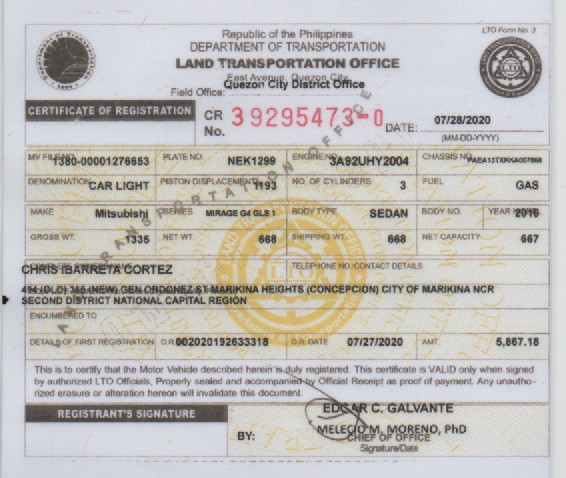 Republic of the Philippines
LTO Form No. 3
DEPARTMENT OF TRANSPORTATION
LAND TRANSPORTATION OFFICE
East Avenue, Quezon City
Quezon City District Office
Field Office:
CERTIFICATE OF REGISTRATION
CR No. 39295473-0
DATE: 07/28/2020
(MM-DD-YYYY)
MV FILE NO. 1380-00001276653 PLATE NO. NEK1299 ENGINE NO. 3A92UHY2004 CHASSIS NO.
DENOMINATION CAR LIGHT PISTON DISPLACEMENT 1193 NO. OF CYLINDERS 3 FUEL GAS
MAKE Mitsubishi SERIES MIRAGE G4 GLS 1 BODY TYPE SEDAN BODY NO. YEAR MODEL
GROSS WT. 1335 NET WT. 668 SHIPPING WT. 668 NET CAPACITY 667
CHRIS IBARRETA CORTEZ TELEPHONE NO./CONTACT DETAILS
494 (OLD) 365 (NEW) GEN ORDONEZ ST MARIKINA HEIGHTS (CONCEPCION) CITY OF MARIKINA NCR
SECOND DISTRICT NATIONAL CAPITAL REGION
ENCUMBERED TO
DETAILS OF FIRST REGISTRATION O.R. 002020192633318 O.R. DATE 07/27/2020 AMT. 5,867.18
This is to certify that the Motor Vehicle described herein is duly registered. This certificate is VALID only when signed
by authorized LTO Officials, Properly sealed and accompanied by Official Receipt as proof of payment. Any unautho-
rized erasure or alteration hereon will invalidate this document.
REGISTRANT'S SIGNATURE
EDGAR C. GALVANTE
BY: MELECIO M. MORENO, PhD
CHIEF OF OFFICE
Signature/Date
LAND TRANSPORTATION OFFICE
LTO